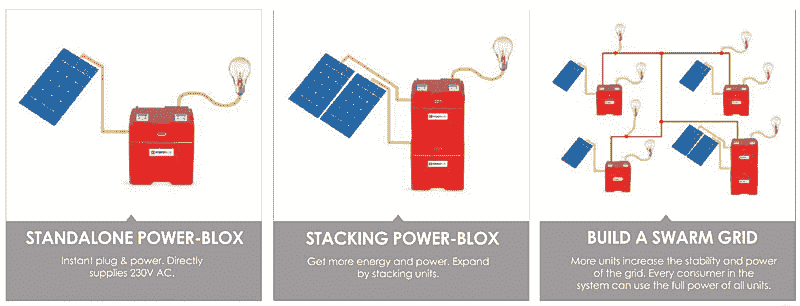 STANDALONE POWER-BLOX
Instant plug & power. Directly
supplies 230V AC.
STACKING POWER-BLOX
Get more energy and power. Expand
by stacking units.
BUILD A SWARM GRID
More units increase the stability and power
of the grid. Every consumer in the
system can use the full power of all units.